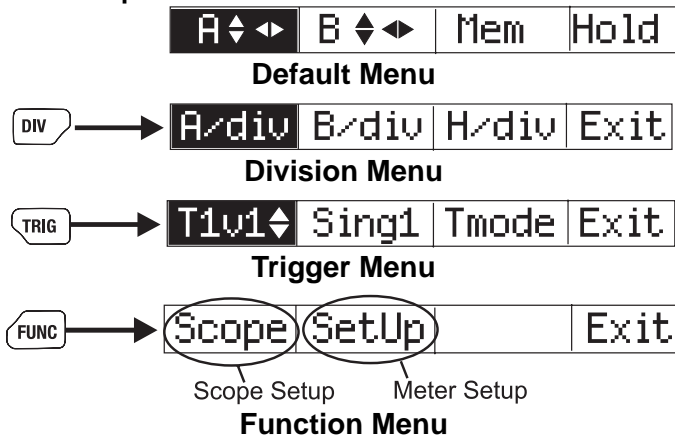 A B Mem Hold
Default Menu
DIV A/div B/div H/div Exit
Division Menu
TRIG T1v1 Sing1 Tmode Exit
Trigger Menu
FUNC Scope SetUp Exit
Scope Setup Meter Setup
Function Menu